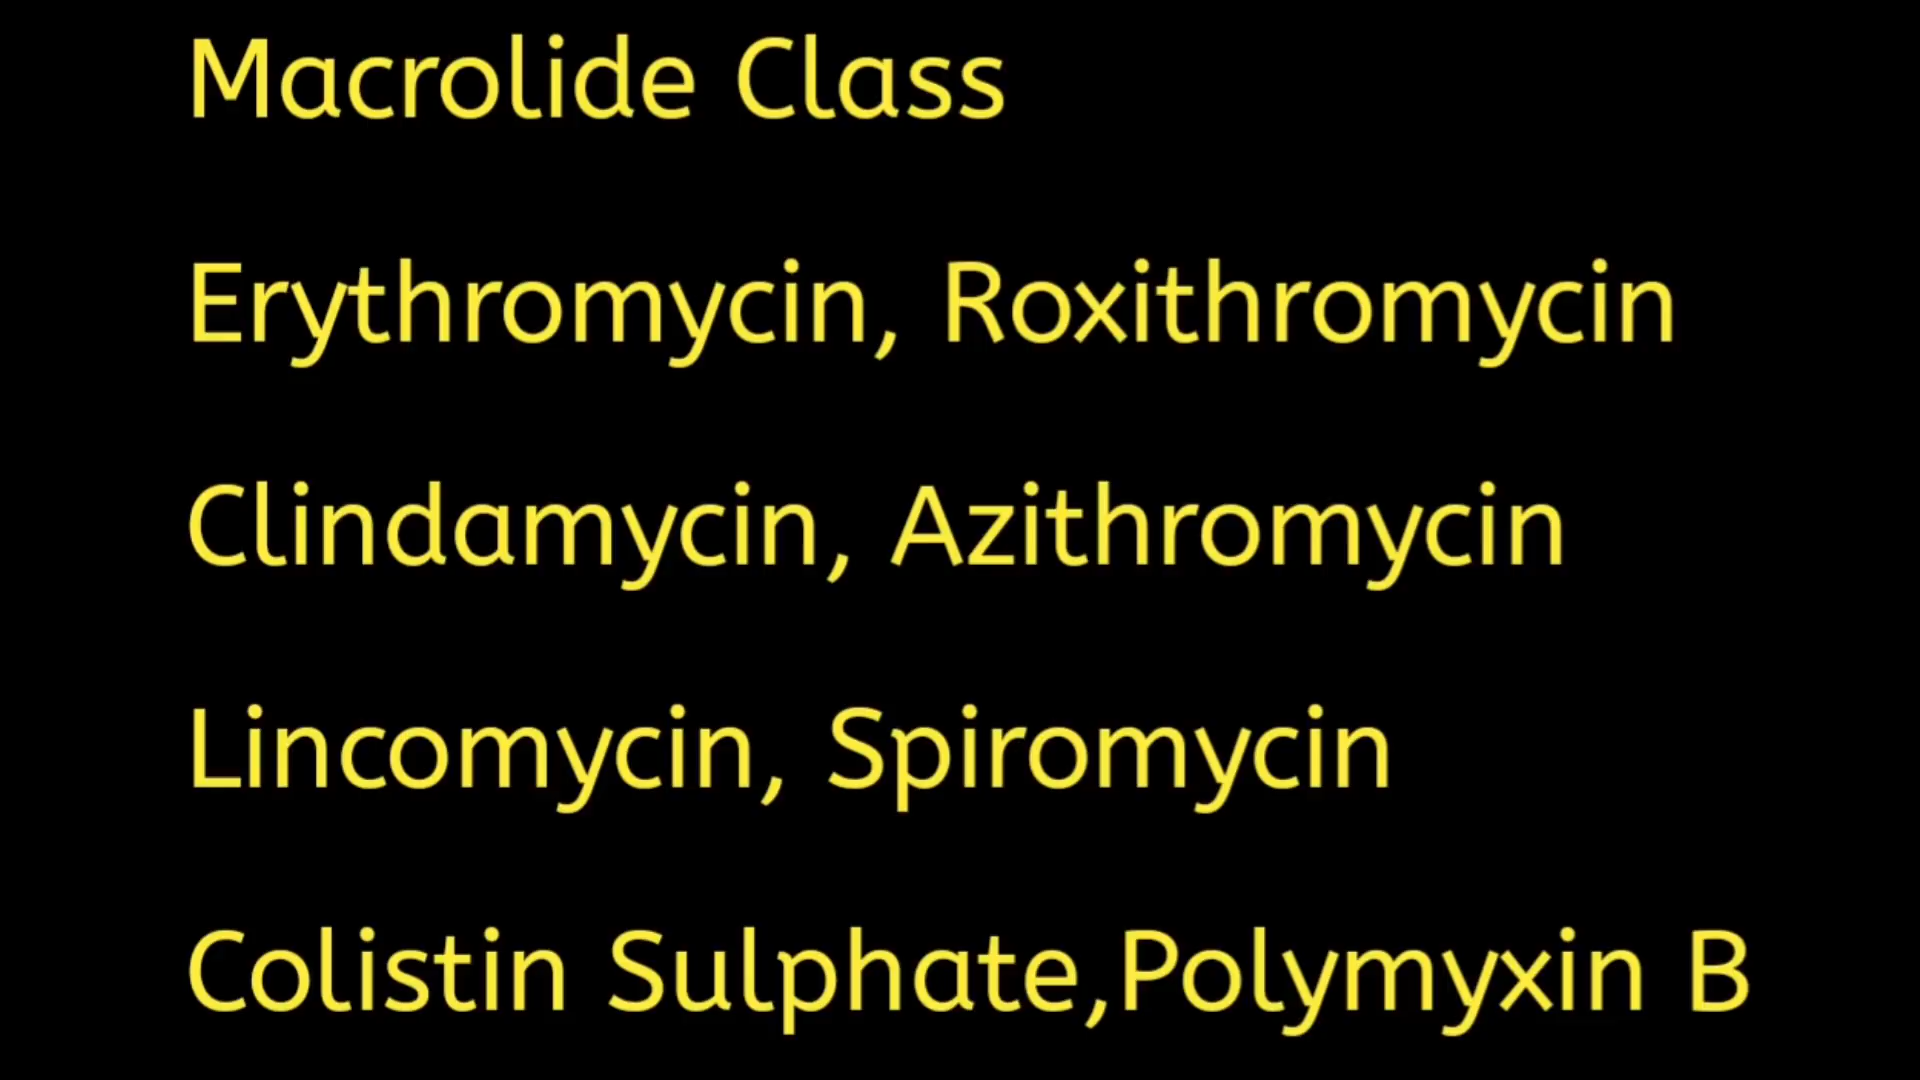 Macrolide Class
Erythromycin, Roxithromycin
Clindamycin, Azithromycin
Lincomycin, Spiromycin
Colistin Sulphate,Polymyxin B